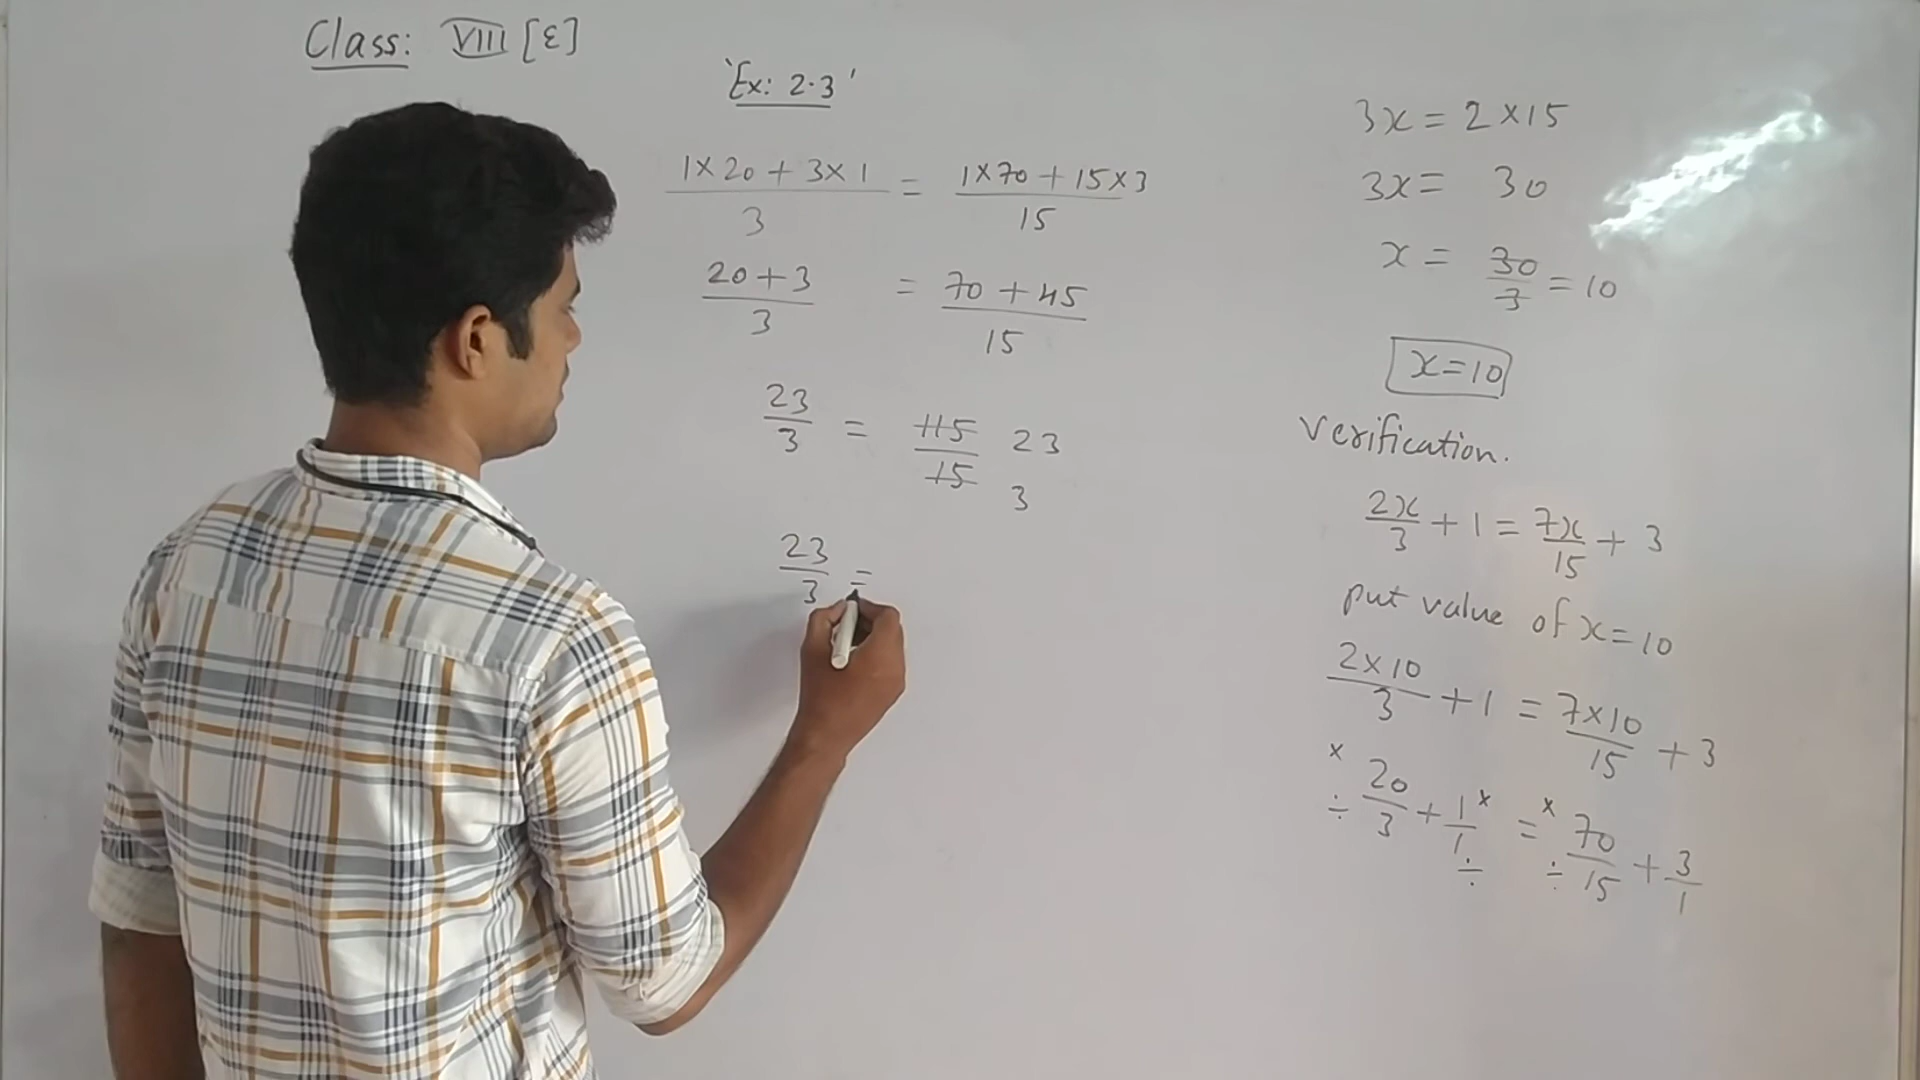 Class: VIII [E]
'Ex: 2.3'
1×20+3×1/3 = 1×70+15×3/15
20+3/3 = 70+45/15
23/3 = 115/15 23/3
23/3 =
3x = 2×15
3x = 30
x = 30/3 = 10
x=10
Verification.
2x/3 + 1 = 7x/15 + 3
put value of x=10
2×10/3 + 1 = 7×10/15 + 3
× 20/3 + 1/1 × = × 70/15 + 3/1
÷ ÷ ÷